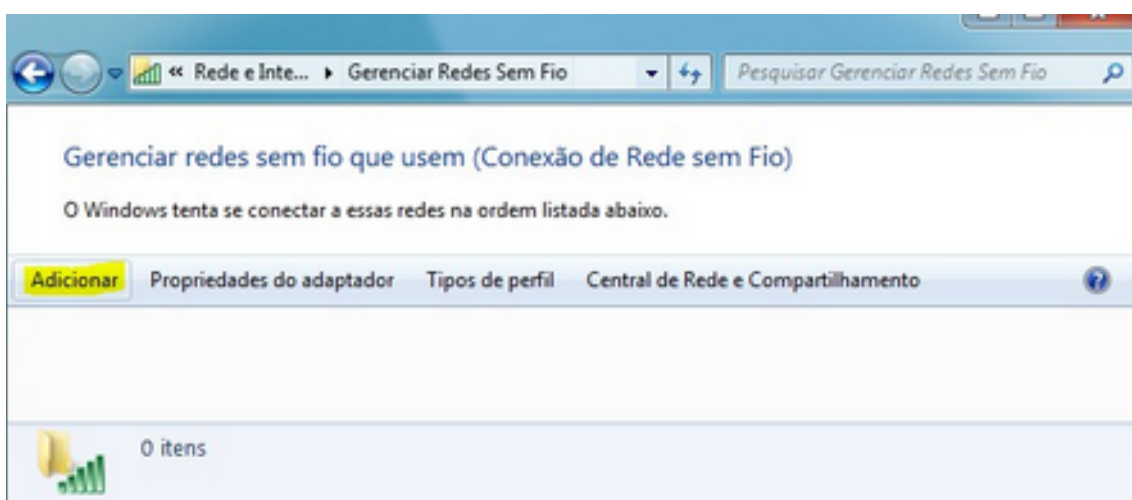 « Rede e Inte... ▸ Gerenciar Redes Sem Fio Pesquisar Gerenciar Redes Sem Fio
Gerenciar redes sem fio que usem (Conexão de Rede sem Fio)
O Windows tenta se conectar a essas redes na ordem listada abaixo.
Adicionar Propriedades do adaptador Tipos de perfil Central de Rede e Compartilhamento
0 itens